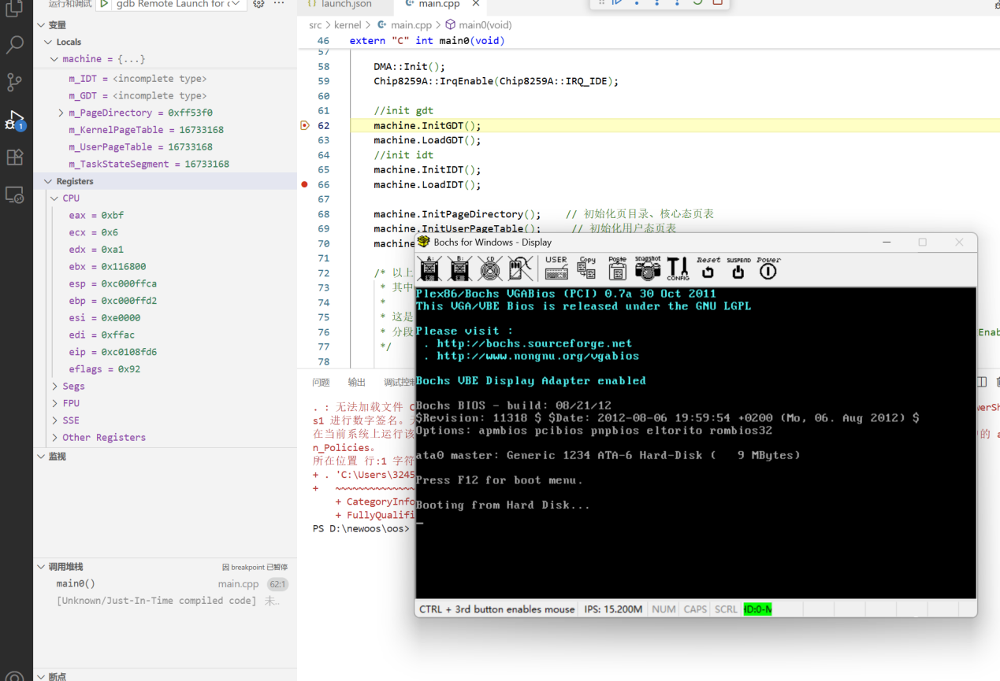 运行和调试 gdb Remote Launch for c
变量
Locals
machine = {...}
m_IDT = <incomplete type>
m_GDT = <incomplete type>
m_PageDirectory = 0xff53f0
m_KernelPageTable = 16733168
m_UserPageTable = 16733168
m_TaskStateSegment = 16733168
Registers
CPU
eax = 0xbf
ecx = 0x6
edx = 0xa1
ebx = 0x116800
esp = 0xc000ffca
ebp = 0xc000ffd2
esi = 0xe0000
edi = 0xffac
eip = 0xc0108fd6
eflags = 0x92
Segs
FPU
SSE
Other Registers
监视
调用堆栈 因 breakpoint 已暂停
main0() main.cpp 62:1
[Unknown/Just-In-Time compiled code] 未...
断点
1
launch.json main.cpp
src > kernel > main.cpp > main0(void)
46 extern "C" int main0(void)
57
58 DMA::Init();
59 Chip8259A::IrqEnable(Chip8259A::IRQ_IDE);
60
61 //init gdt
62 machine.InitGDT();
63 machine.LoadGDT();
64 //init idt
65 machine.InitIDT();
66 machine.LoadIDT();
67
68 machine.InitPageDirectory(); // 初始化页目录、核心态页表
69 machine.InitUserPageTable(); // 初始化用户态页表
70 machine
71
72 /* 以上
73 * 其中
74 *
75 * 这是
76 * 分段 Enab
77 */
78
问题 输出 调试控制
. : 无法加载文件 C werSh
s1 进行数字签名。
在当前系统上运行该 的 a
n_Policies。
所在位置 行:1 字符
+ . 'C:\Users\3245
+ ~~~~~~~~~~~~~
+ CategoryInfo
+ FullyQualifi
PS D:\newoos\oos>
Bochs for Windows - Display
A: B: CD USER Copy Paste snapshot CONFIG Reset SUSPEND Power
Plex86/Bochs VGABios (PCI) 0.7a 30 Oct 2011
This VGA/VBE Bios is released under the GNU LGPL
Please visit :
. http://bochs.sourceforge.net
. http://www.nongnu.org/vgabios
Bochs VBE Display Adapter enabled
Bochs BIOS - build: 08/21/12
$Revision: 11318 $ $Date: 2012-08-06 19:59:54 +0200 (Mo, 06. Aug 2012) $
Options: apmbios pcibios pnpbios eltorito rombios32
ata0 master: Generic 1234 ATA-6 Hard-Disk (   9 MBytes)
Press F12 for boot menu.
Booting from Hard Disk...
CTRL + 3rd button enables mouse IPS: 15.200M NUM CAPS SCRL HD:0-M